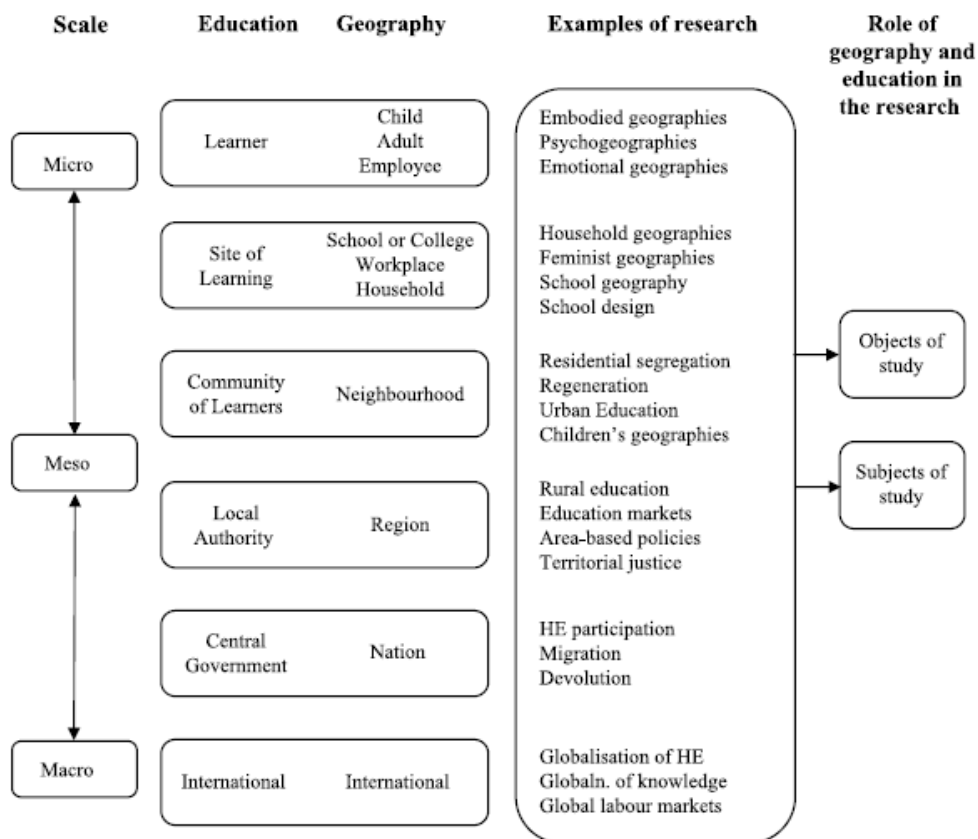 Scale
Education
Geography
Examples of research
Role of
geography and
education in
the research
Micro
Learner
Child
Adult
Employee
Embodied geographies
Psychogeographies
Emotional geographies
Site of
Learning
School or College
Workplace
Household
Household geographies
Feminist geographies
School geography
School design
Objects of
study
Community
of Learners
Neighbourhood
Residential segregation
Regeneration
Urban Education
Children's geographies
Meso
Subjects of
study
Local
Authority
Region
Rural education
Education markets
Area-based policies
Territorial justice
Central
Government
Nation
HE participation
Migration
Devolution
Macro
International
International
Globalisation of HE
Globaln. of knowledge
Global labour markets